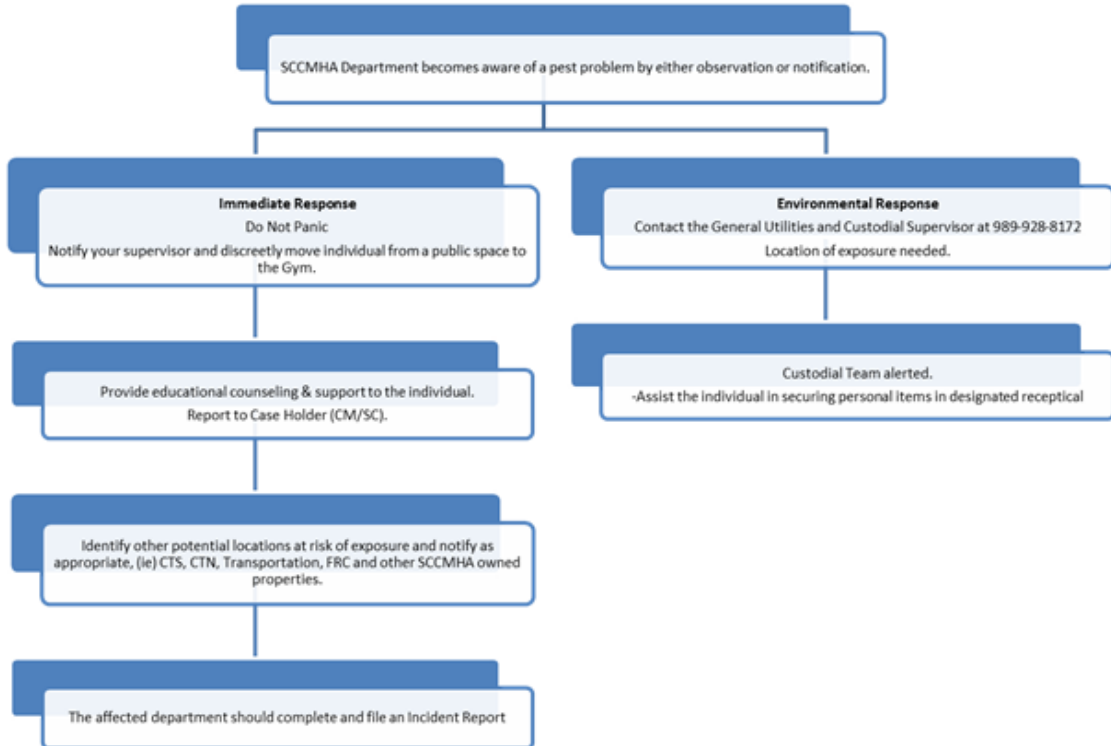 SCCMHA Department becomes aware of a pest problem by either observation or notification.
Immediate Response
Do Not Panic
Notify your supervisor and discreetly move individual from a public space to
the Gym.
Environmental Response
Contact the General Utilities and Custodial Supervisor at 989-928-8172
Location of exposure needed.
Provide educational counseling & support to the individual.
Report to Case Holder (CM/SC).
Custodial Team alerted.
-Assist the individual in securing personal items in designated receptical
Identify other potential locations at risk of exposure and notify as
appropriate, (ie) CTS, CTN, Transportation, FRC and other SCCMHA owned
properties.
The affected department should complete and file an Incident Report